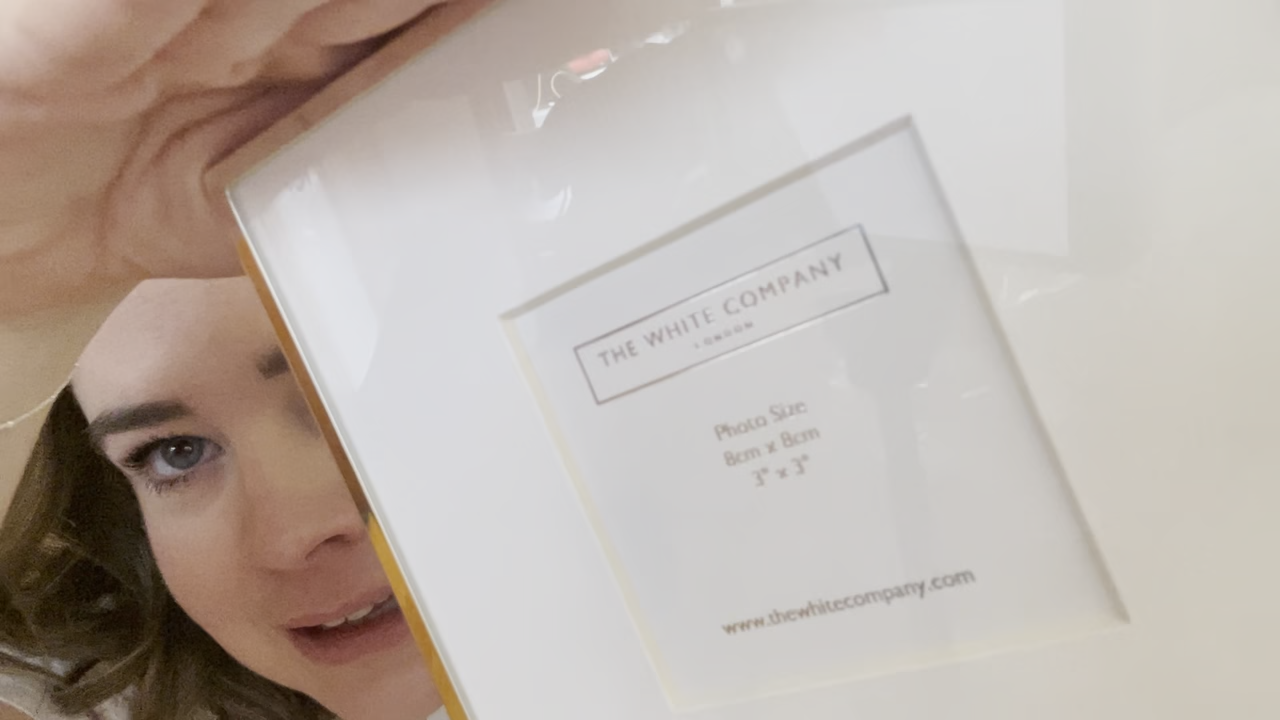 THE WHITE COMPANY
LONDON
Photo Size
8cm x 8cm
3" x 3"
www.thewhitecompany.com